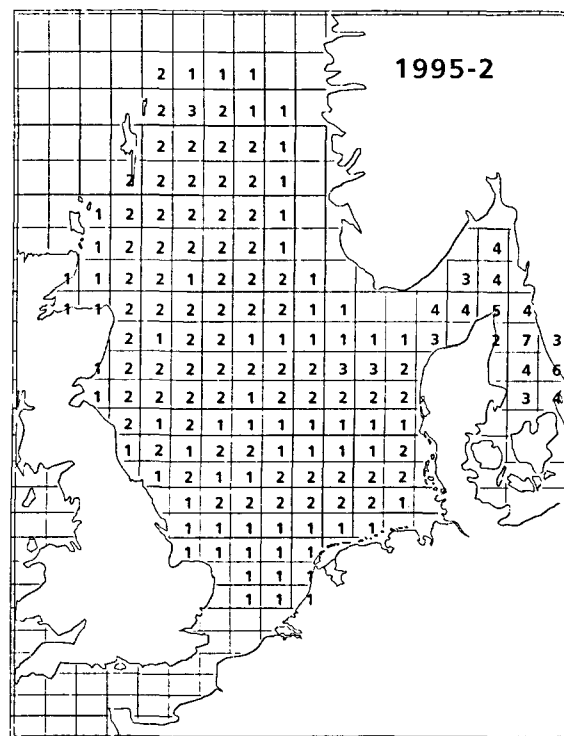 1995-2
2 1 1 1
2 3 2 1 1
2 2 2 2 1
2 2 2 2 2 1
1 2 2 2 2 2 1
1 2 2 2 2 2 1 4
1 1 2 2 1 2 2 2 1 3 4
1 1 2 2 2 2 2 2 1 1 4 4 5 4
2 1 2 2 1 1 1 1 1 1 3 2 7 3
1 2 2 2 2 2 2 2 3 3 2 4 6
1 2 2 2 2 1 2 2 2 2 2 3 4
2 1 2 1 1 1 1 1 1 1
1 2 1 2 2 1 1 1 1 2
1 2 1 1 2 2 2 2 2
1 2 2 2 2 2 2 1
1 1 1 1 1 1 1
1 1 1 1 1
1 1 1
1 1 1